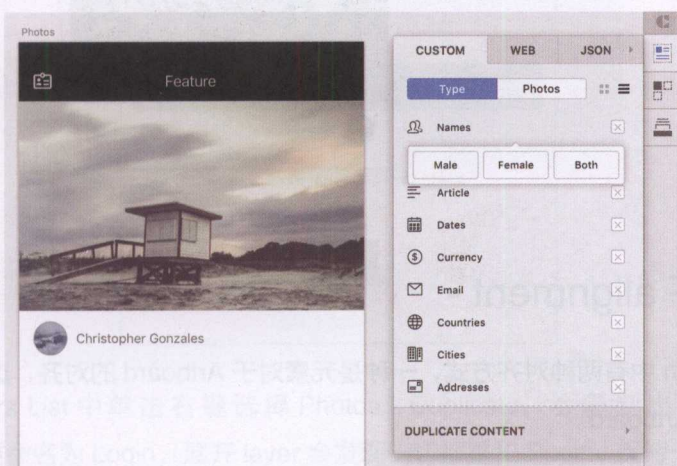 Photos
Feature
Christopher Gonzales
CUSTOM WEB JSON
Type Photos
Names
Male Female Both
Article
Dates
Currency
Email
Countries
Cities
Addresses
DUPLICATE CONTENT